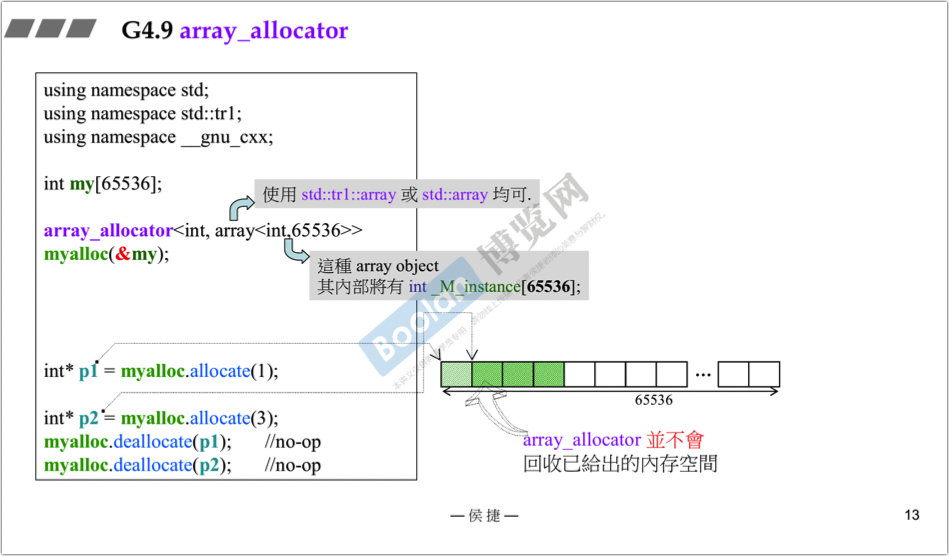 G4.9 array_allocator
using namespace std;
using namespace std::tr1;
using namespace __gnu_cxx;
int my[65536];
使用 std::tr1::array 或 std::array 均可.
array_allocator<int, array<int,65536>>
myalloc(&my);
這種 array object
其內部將有 int _M_instance[65536];
Boolan 博览网
int* p1 = myalloc.allocate(1);
...
65536
int* p2 = myalloc.allocate(3);
myalloc.deallocate(p1); //no-op
myalloc.deallocate(p2); //no-op
array_allocator 並不會
回收已給出的內存空間
— 侯 捷 —
13